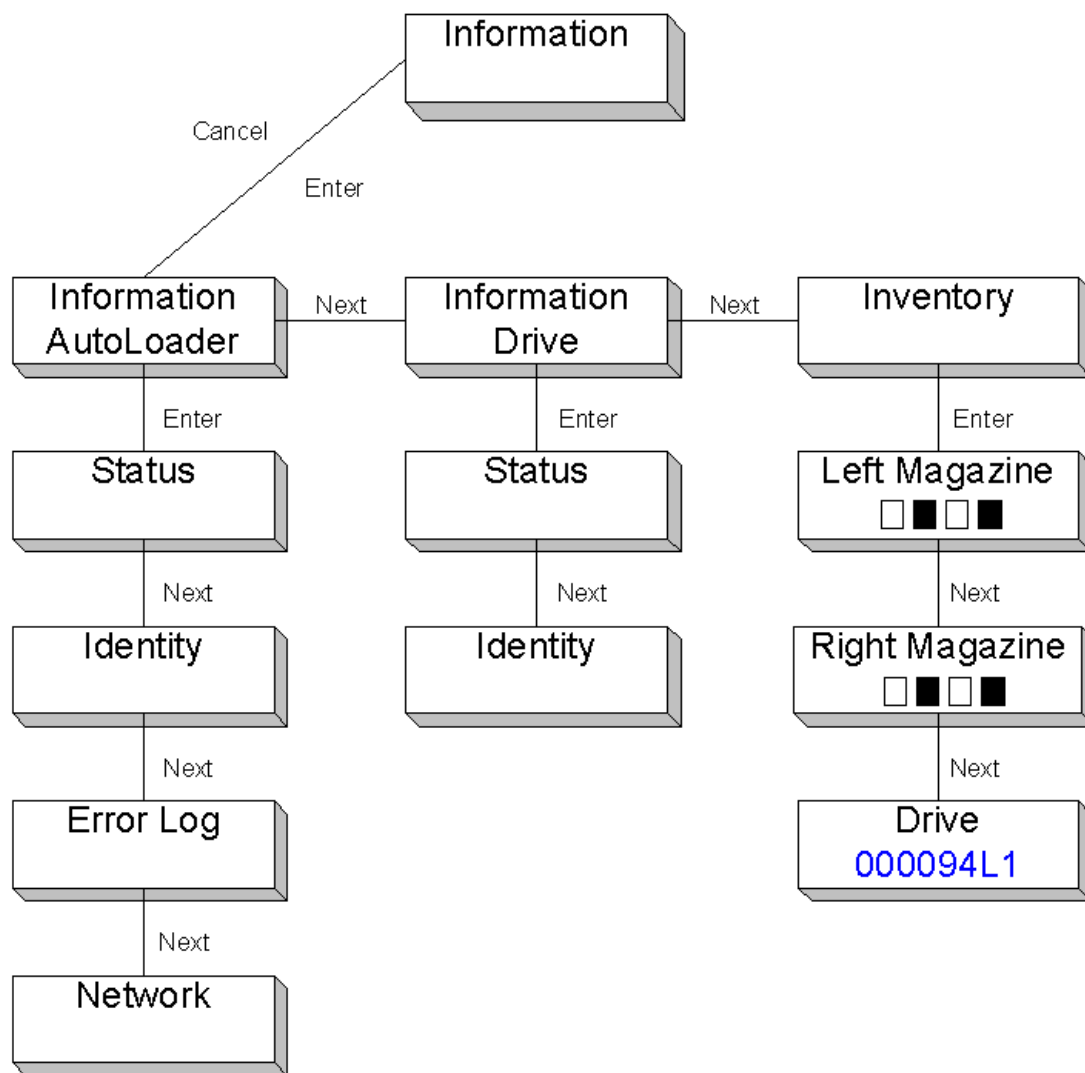 Information
Cancel
Enter
Information
AutoLoader
Next
Information
Drive
Next
Inventory
Enter
Enter
Enter
Status
Status
Left Magazine
Next
Next
Next
Identity
Identity
Right Magazine
Next
Next
Error Log
Drive
000094L1
Next
Network